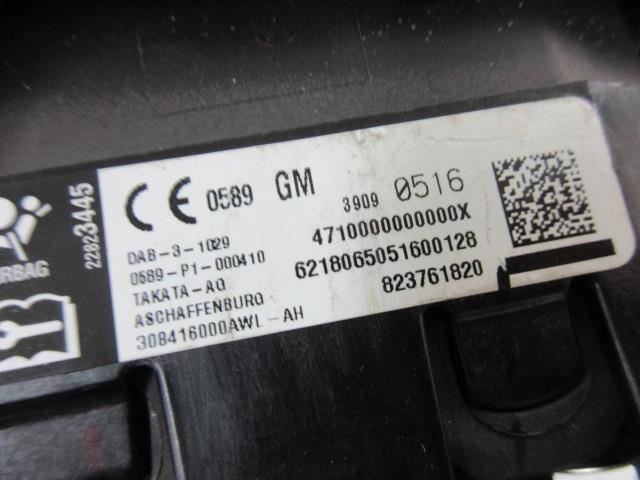 22823445
AIRBAG
CE 0589 GM 3909 0516
DAB-3-1029
0589-P1-000410
TAKATA-AG
ASCHAFFENBURG
308416000AWL-AH
4710000000000X
6218065051600128
823761820